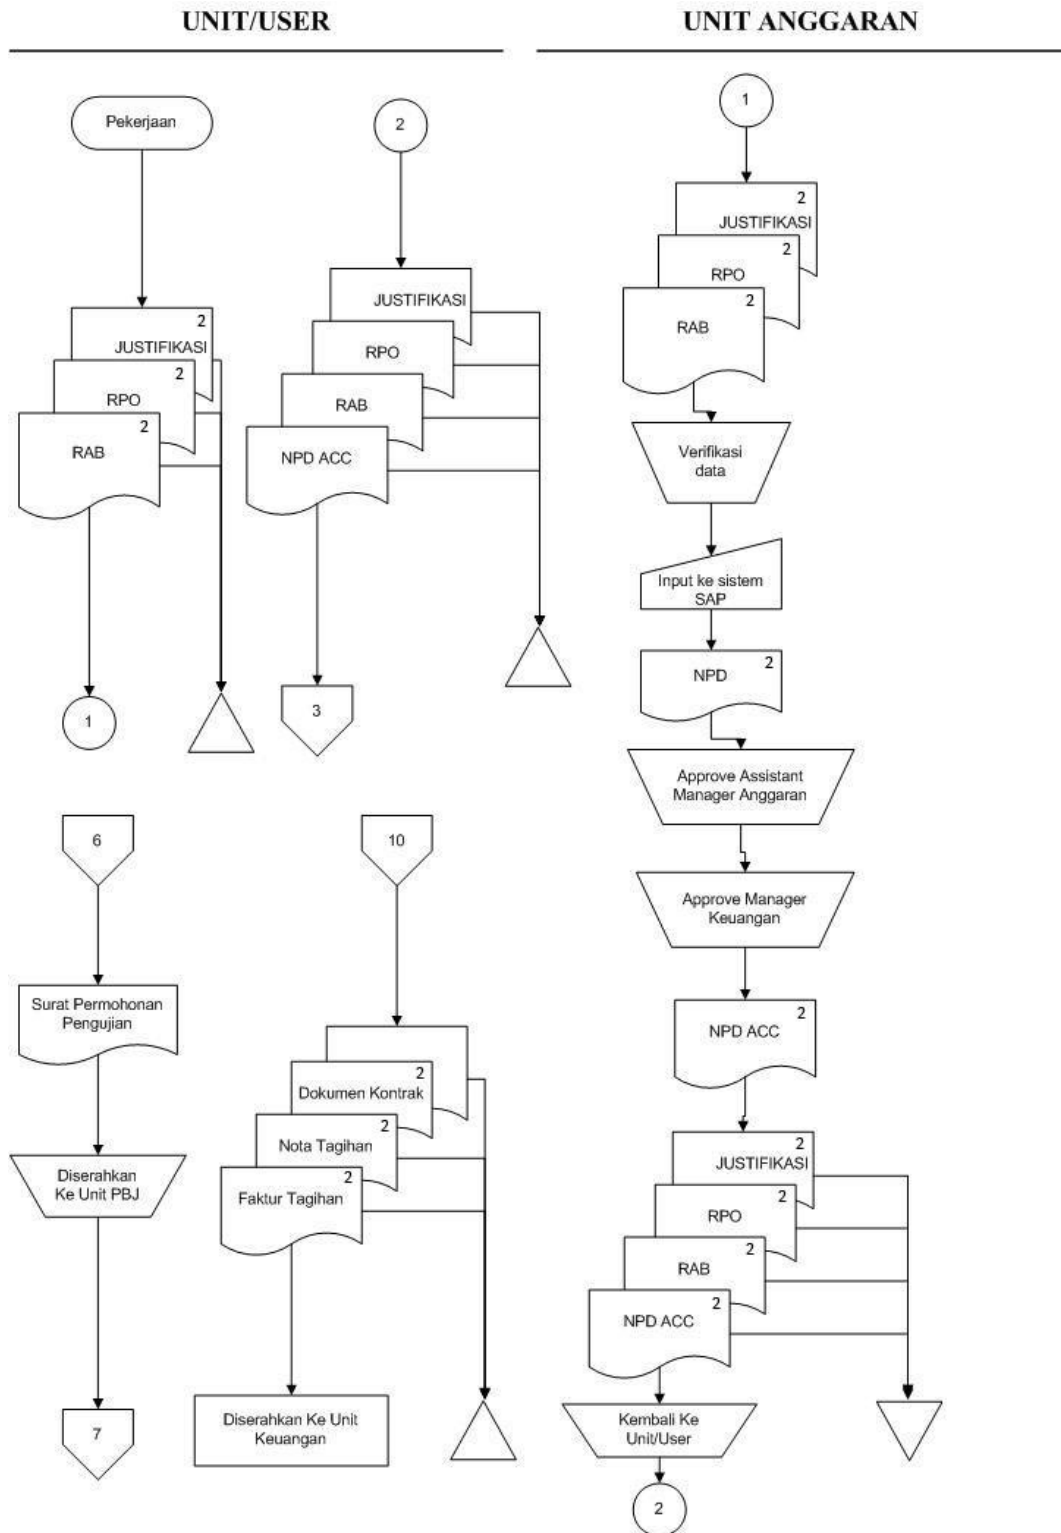 UNIT/USER
UNIT ANGGARAN
Pekerjaan
2
JUSTIFIKASI
2
RPO
2
RAB
1
2
JUSTIFIKASI
RPO
RAB
NPD ACC
3
6
Surat Permohonan
Pengujian
Diserahkan
Ke Unit PBJ
7
10
2
Dokumen Kontrak
2
Nota Tagihan
2
Faktur Tagihan
Diserahkan Ke Unit
Keuangan
1
2
JUSTIFIKASI
2
RPO
2
RAB
Verifikasi
data
Input ke sistem
SAP
2
NPD
Approve Assistant
Manager Anggaran
Approve Manager
Keuangan
2
NPD ACC
2
JUSTIFIKASI
2
RPO
2
RAB
2
NPD ACC
Kembali Ke
Unit/User
2